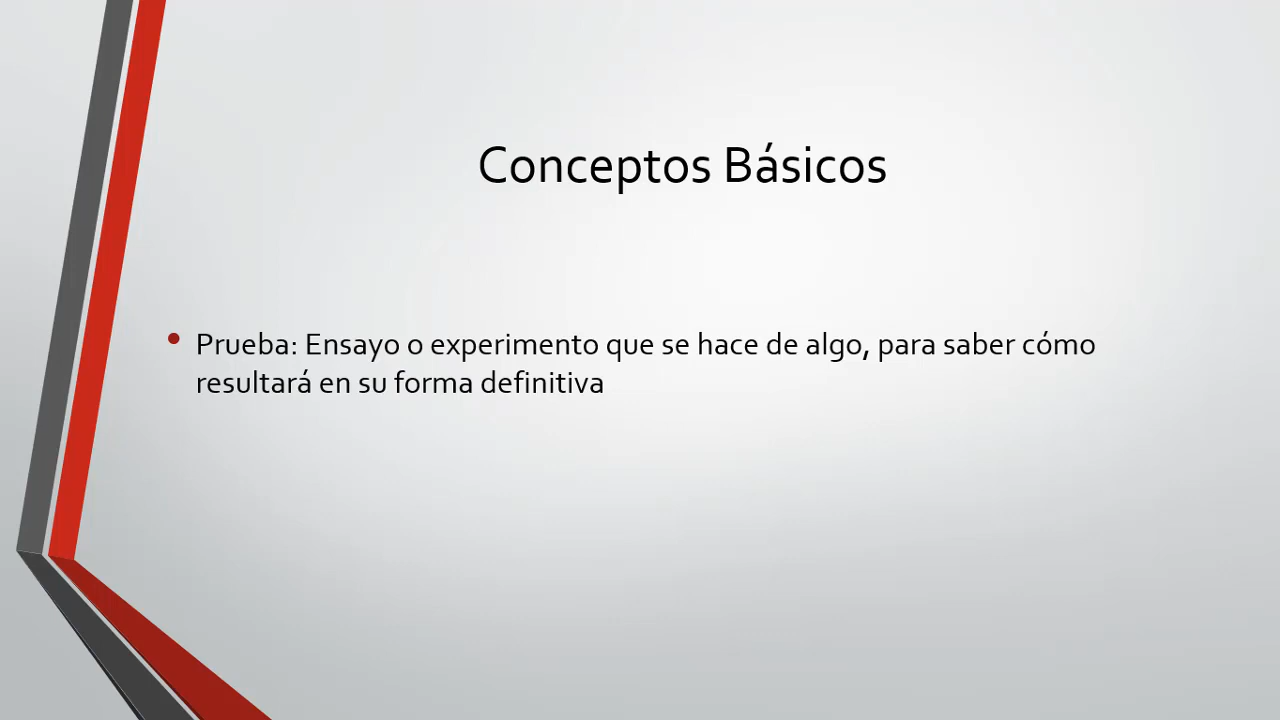 Conceptos Básicos
• Prueba: Ensayo o experimento que se hace de algo, para saber cómo
resultará en su forma definitiva